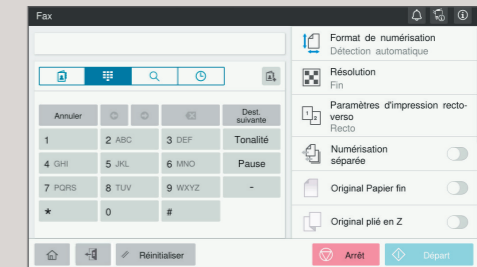 Fax
Annuler
Dest.
suivante
1
2 ABC
3 DEF
Tonalité
4 GHI
5 JKL
6 MNO
Pause
7 PQRS
8 TUV
9 WXYZ
-
*
0
#
Format de numérisation
Détection automatique
Résolution
Fin
Paramètres d'impression recto-
verso
Recto
Numérisation
séparée
Original Papier fin
Original plié en Z
Réinitialiser
Arrêt
Départ